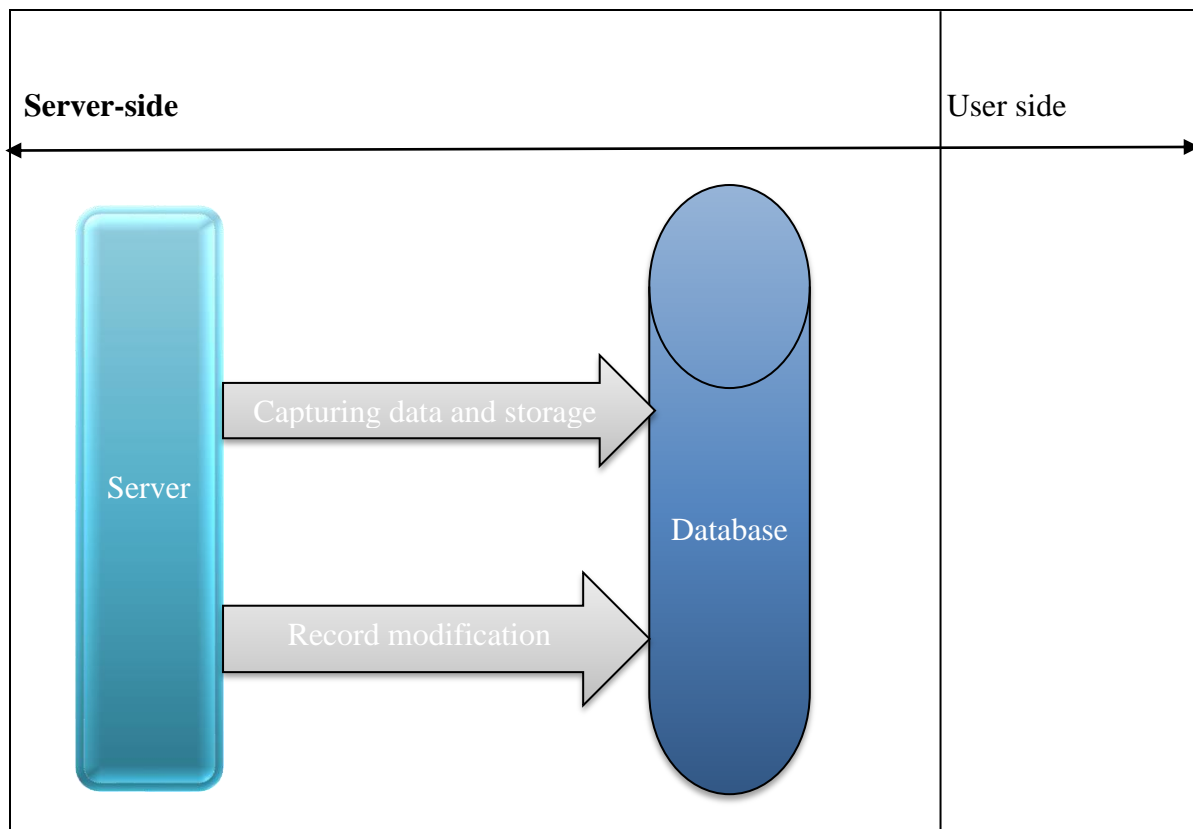 Server-side
User side
Capturing data and storage
Server
Database
Record modification